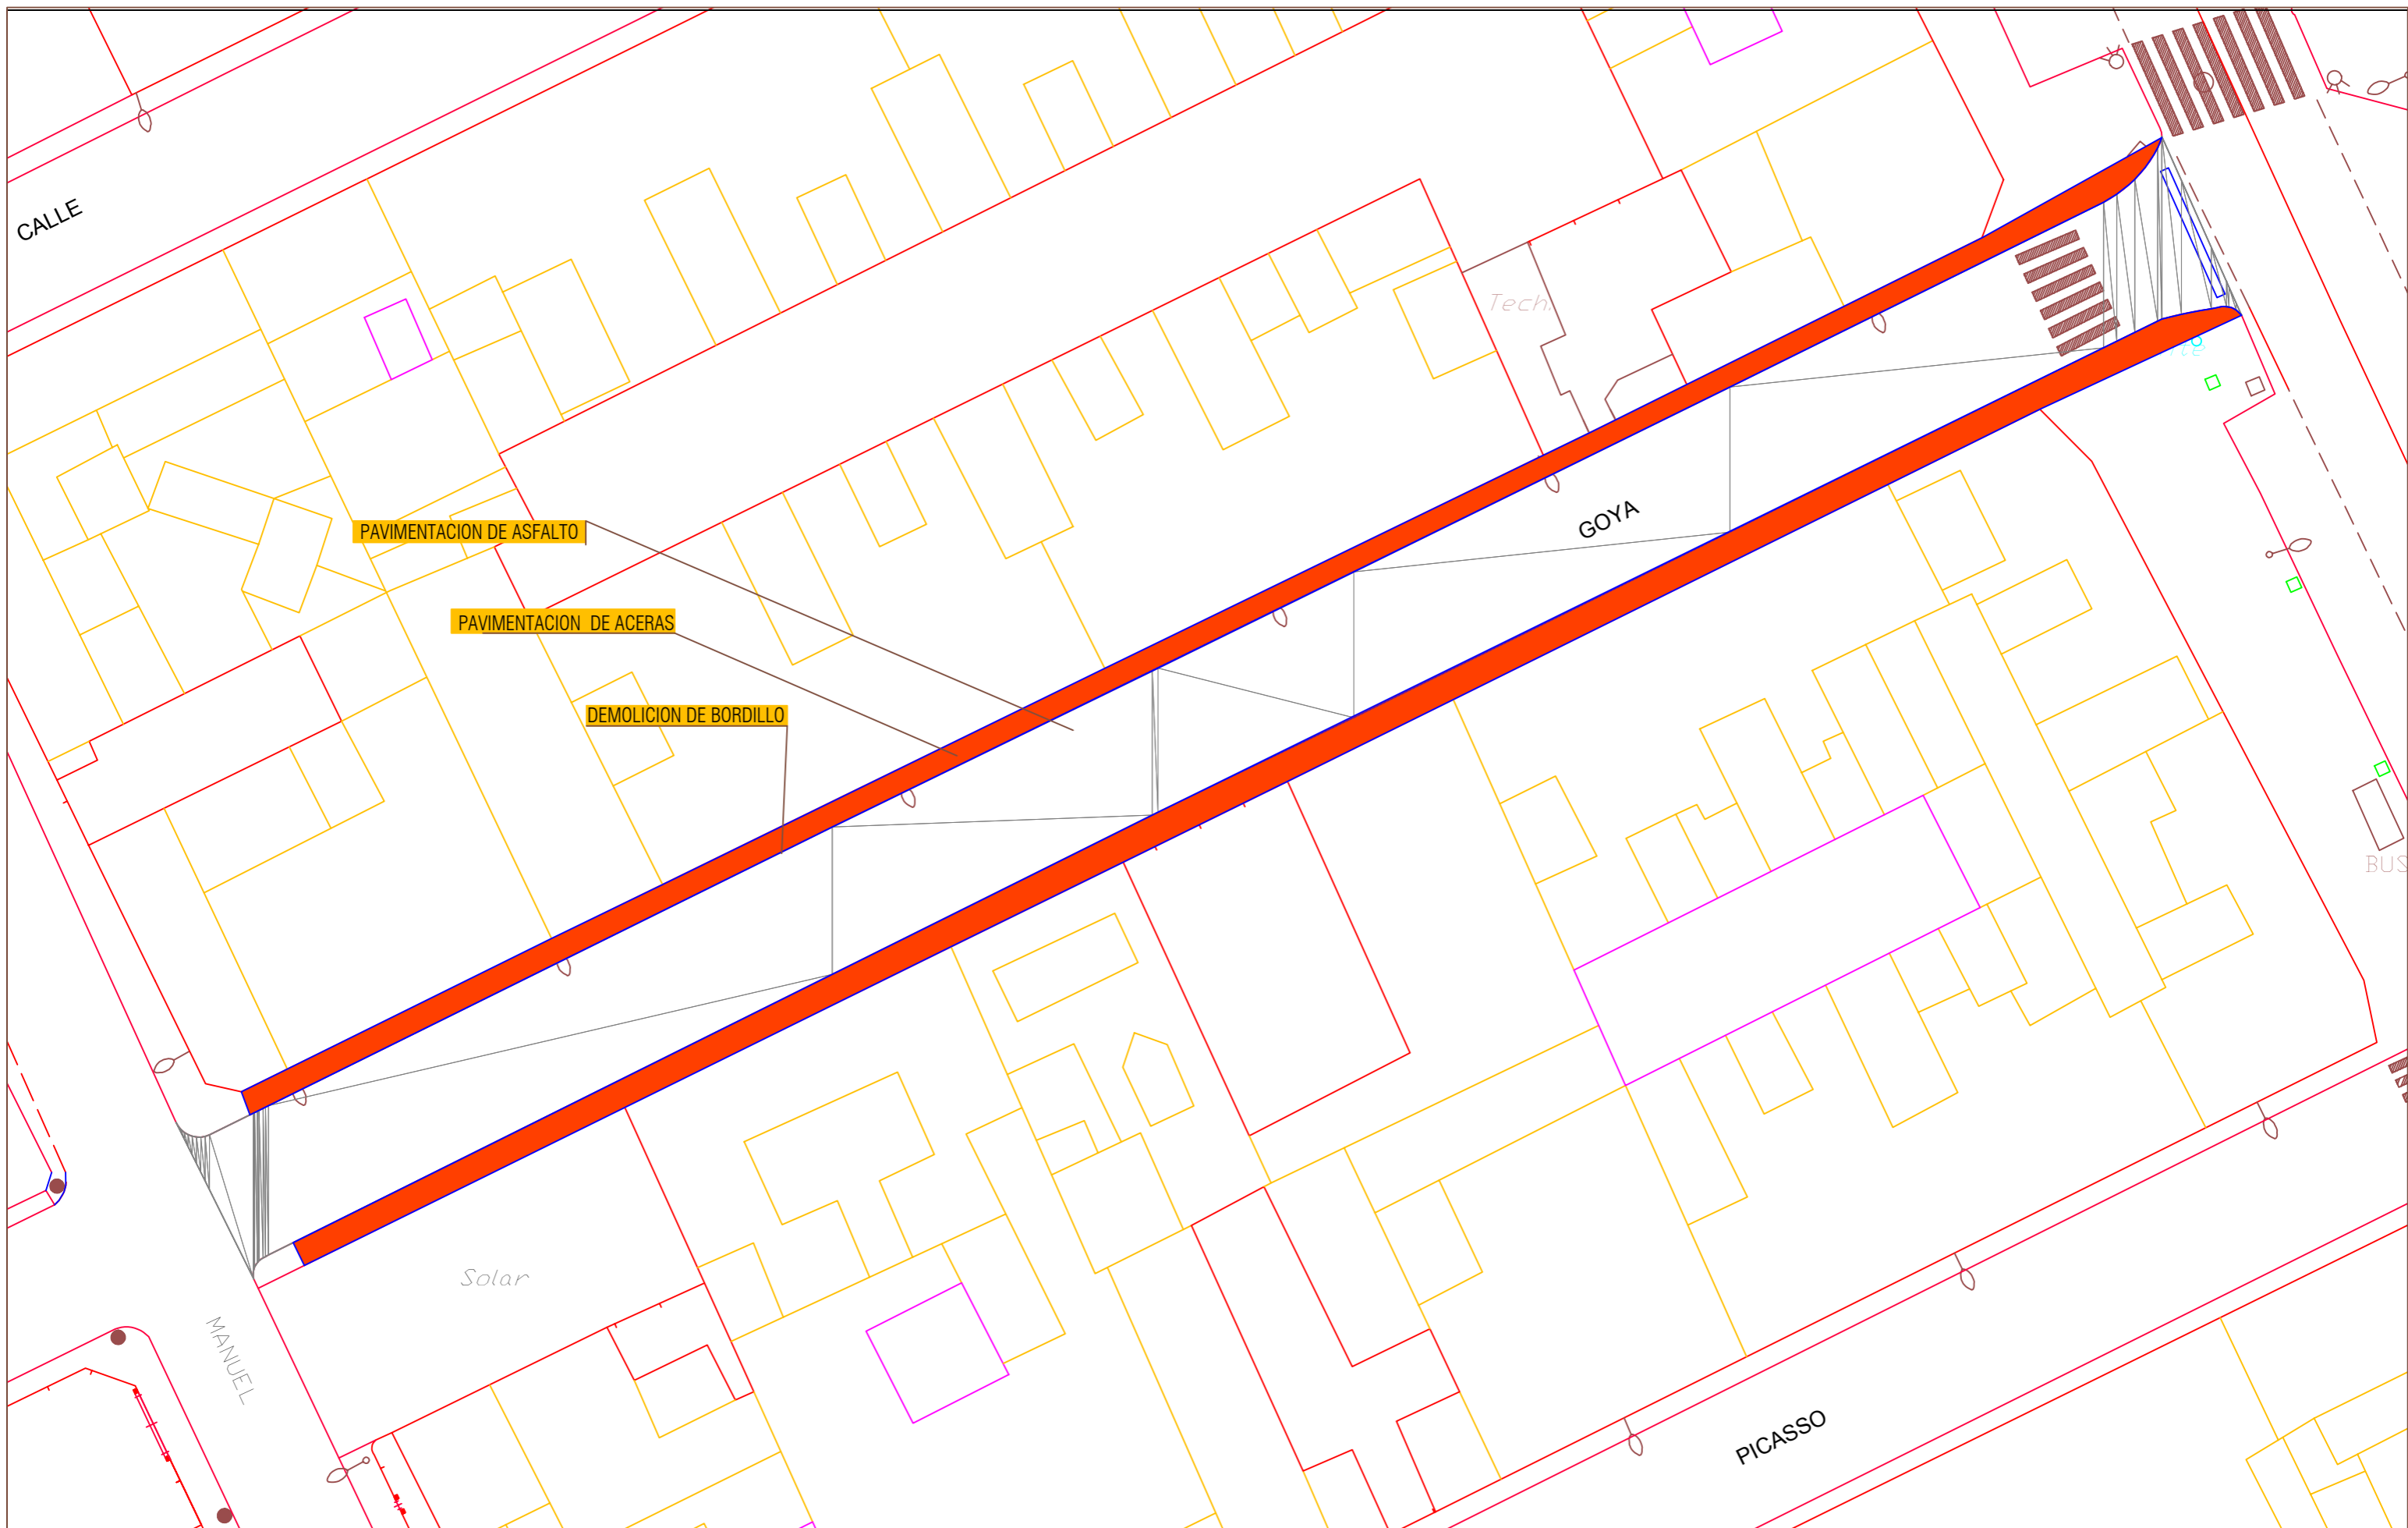 CALLE
Tech.
GOYA
PAVIMENTACION DE ASFALTO
PAVIMENTACION DE ACERAS
DEMOLICION DE BORDILLO
BUS
Solar
MANUEL
PICASSO